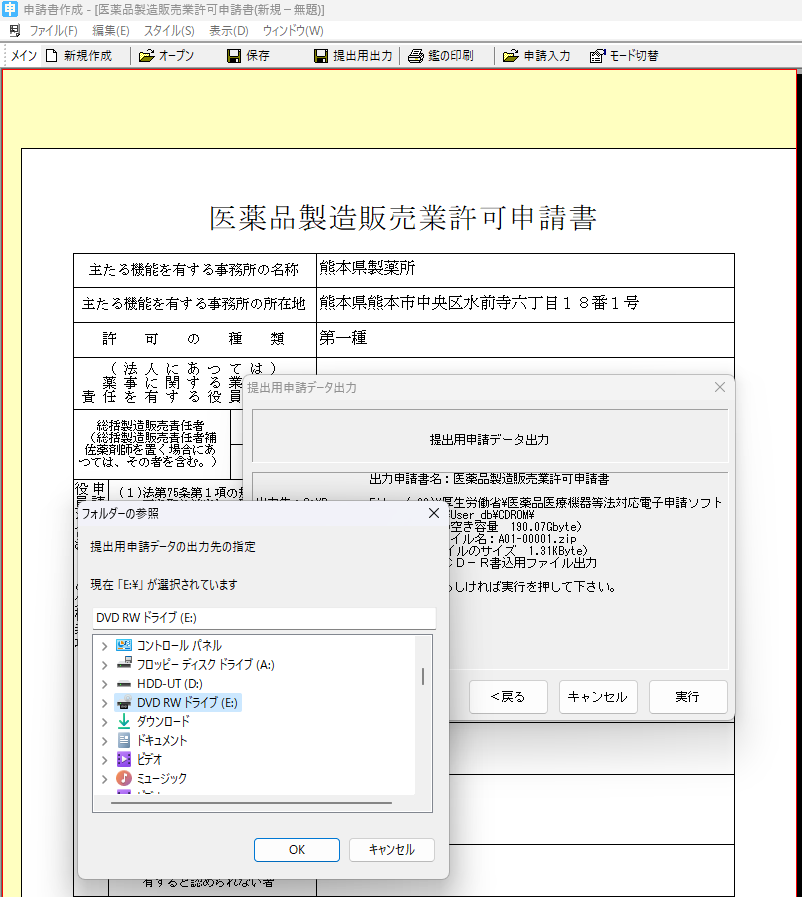 申請書作成 - [医薬品製造販売業許可申請書(新規－無題)]
ファイル(F) 編集(E) スタイル(S) 表示(D) ウィンドウ(W)
メイン 新規作成 オープン 保存 提出用出力 鑑の印刷 申請入力 モード切替
医薬品製造販売業許可申請書
主たる機能を有する事務所の名称 熊本県製薬所
主たる機能を有する事務所の所在地 熊本県熊本市中央区水前寺六丁目１８番１号
許可の種類 第一種
（法人にあつては）
薬事に関する業
責任を有する役員
総括製造販売責任者
（総括製造販売責任者補
佐薬剤師を置く場合にあ
つては、その者を含む。）
(１)法第75条第１項の
有すると認められない者
提出用申請データ出力
提出用申請データ出力
出力申請書名：医薬品製造販売業許可申請書
厚生労働省¥医薬品医療機器等法対応電子申請ソフト
User_db¥CDROM¥
の空き容量 190.07Gbyte)
イル名：A01-00001.zip
イルのサイズ 1.31KByte)
Ｄ－Ｒ書込用ファイル出力
しければ実行を押して下さい。
<戻る キャンセル 実行
フォルダーの参照
提出用申請データの出力先の指定
現在「E:¥」が選択されています
DVD RW ドライブ (E:)
コントロール パネル
フロッピー ディスク ドライブ (A:)
HDD-UT (D:)
DVD RW ドライブ (E:)
ダウンロード
ドキュメント
ビデオ
ミュージック
OK キャンセル